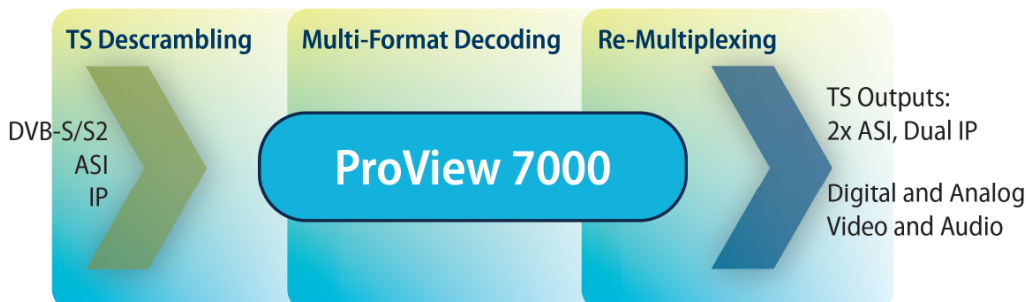 TS Descrambling
Multi-Format Decoding
Re-Multiplexing
DVB-S/S2
ASI
IP
ProView 7000
TS Outputs:
2x ASI, Dual IP
Digital and Analog
Video and Audio